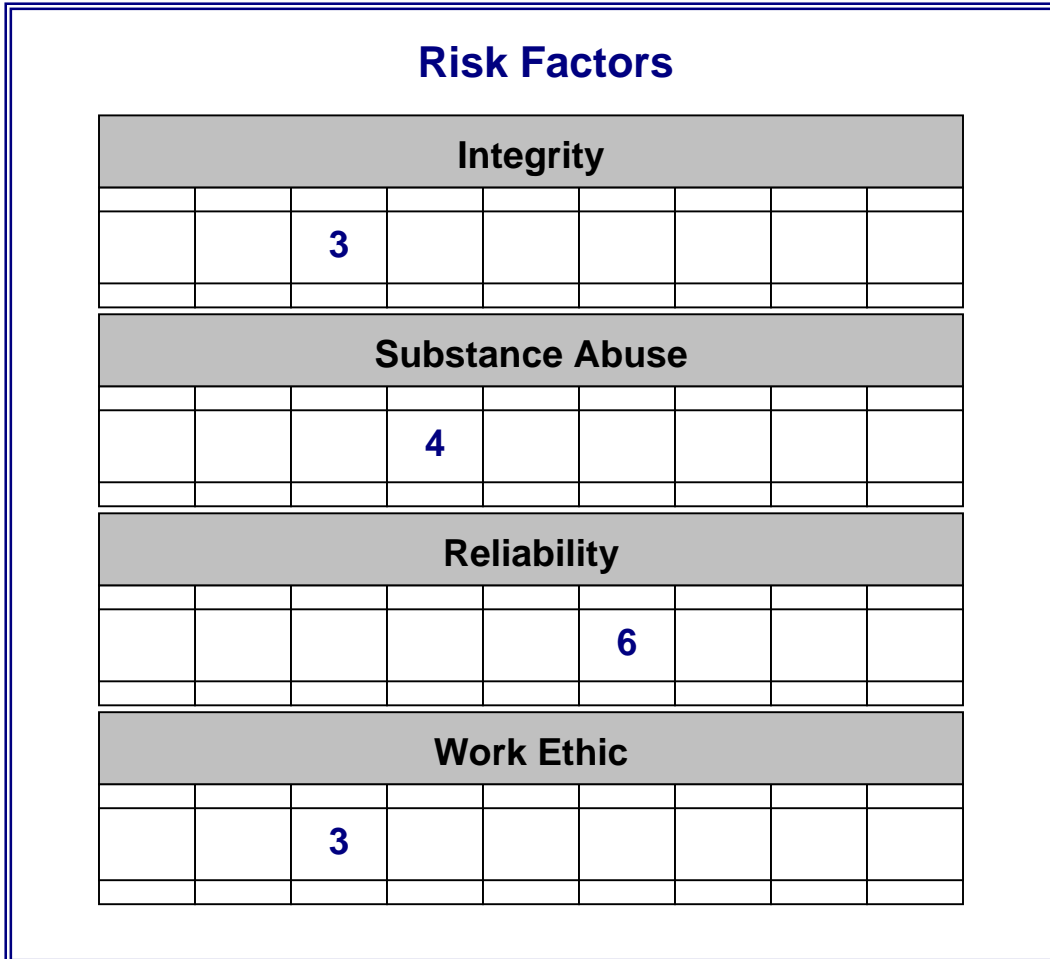 Risk Factors
Integrity
3
Substance Abuse
4
Reliability
6
Work Ethic
3